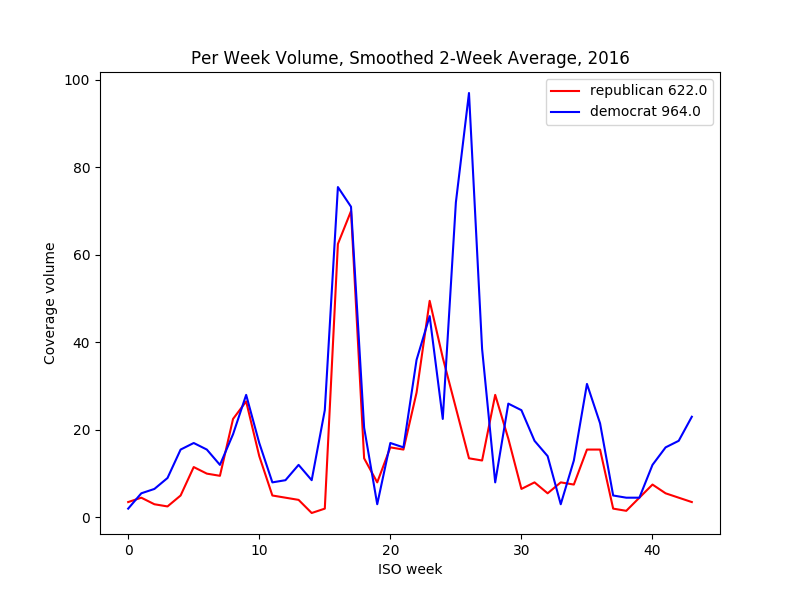 Per Week Volume, Smoothed 2-Week Average, 2016
republican 622.0
democrat 964.0
Coverage volume
100
80
60
40
20
0
0 10 20 30 40
ISO week